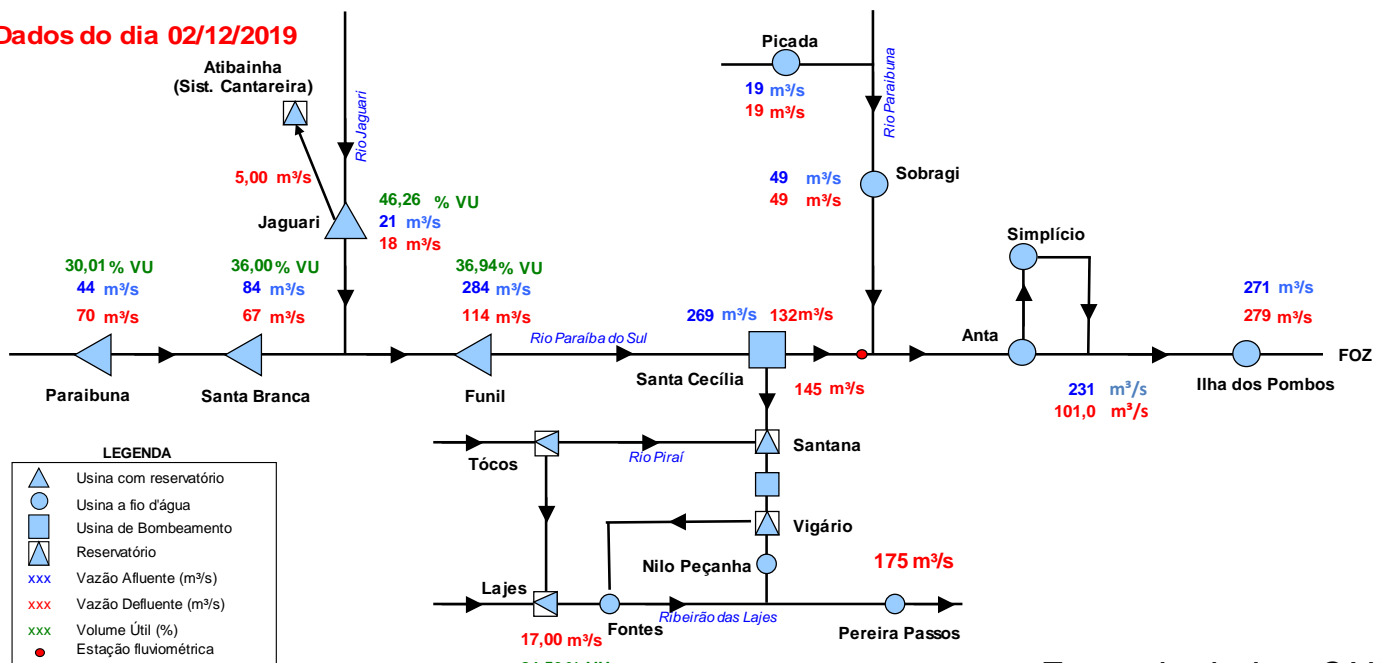 Dados do dia 02/12/2019
Picada
19 m³/s
19 m³/s
Rio Paraibuna
Atibainha
(Sist. Cantareira)
Rio Jaguari
5,00 m³/s
Jaguari
46,26 % VU
21 m³/s
18 m³/s
49 m³/s
49 m³/s
Sobragi
Simplício
30,01 % VU
44 m³/s
70 m³/s
Paraibuna
36,00 % VU
84 m³/s
67 m³/s
Santa Branca
36,94 % VU
284 m³/s
114 m³/s
Funil
Rio Paraíba do Sul
269 m³/s 132 m³/s
Santa Cecília
145 m³/s
Anta
231 m³/s
101,0 m³/s
271 m³/s
279 m³/s
Ilha dos Pombos
FOZ
Tócos
Rio Piraí
Santana
Vigário
Nilo Peçanha
175 m³/s
Lajes
17,00 m³/s
Fontes
Ribeirão das Lajes
Pereira Passos
LEGENDA
Usina com reservatório
Usina a fio d'água
Usina de Bombeamento
Reservatório
xxx Vazão Afluente (m³/s)
xxx Vazão Defluente (m³/s)
xxx Volume Útil (%)
Estação fluviométrica